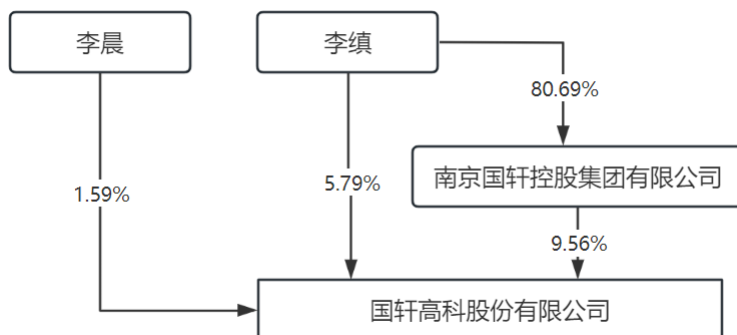 李晨
李缜
80.69%
1.59%
5.79%
南京国轩控股集团有限公司
9.56%
国轩高科股份有限公司